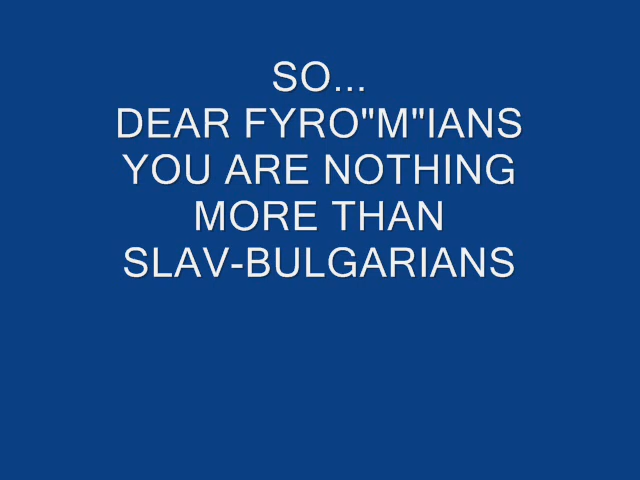 SO...
DEAR FYRO"M"IANS
YOU ARE NOTHING
MORE THAN
SLAV-BULGARIANS